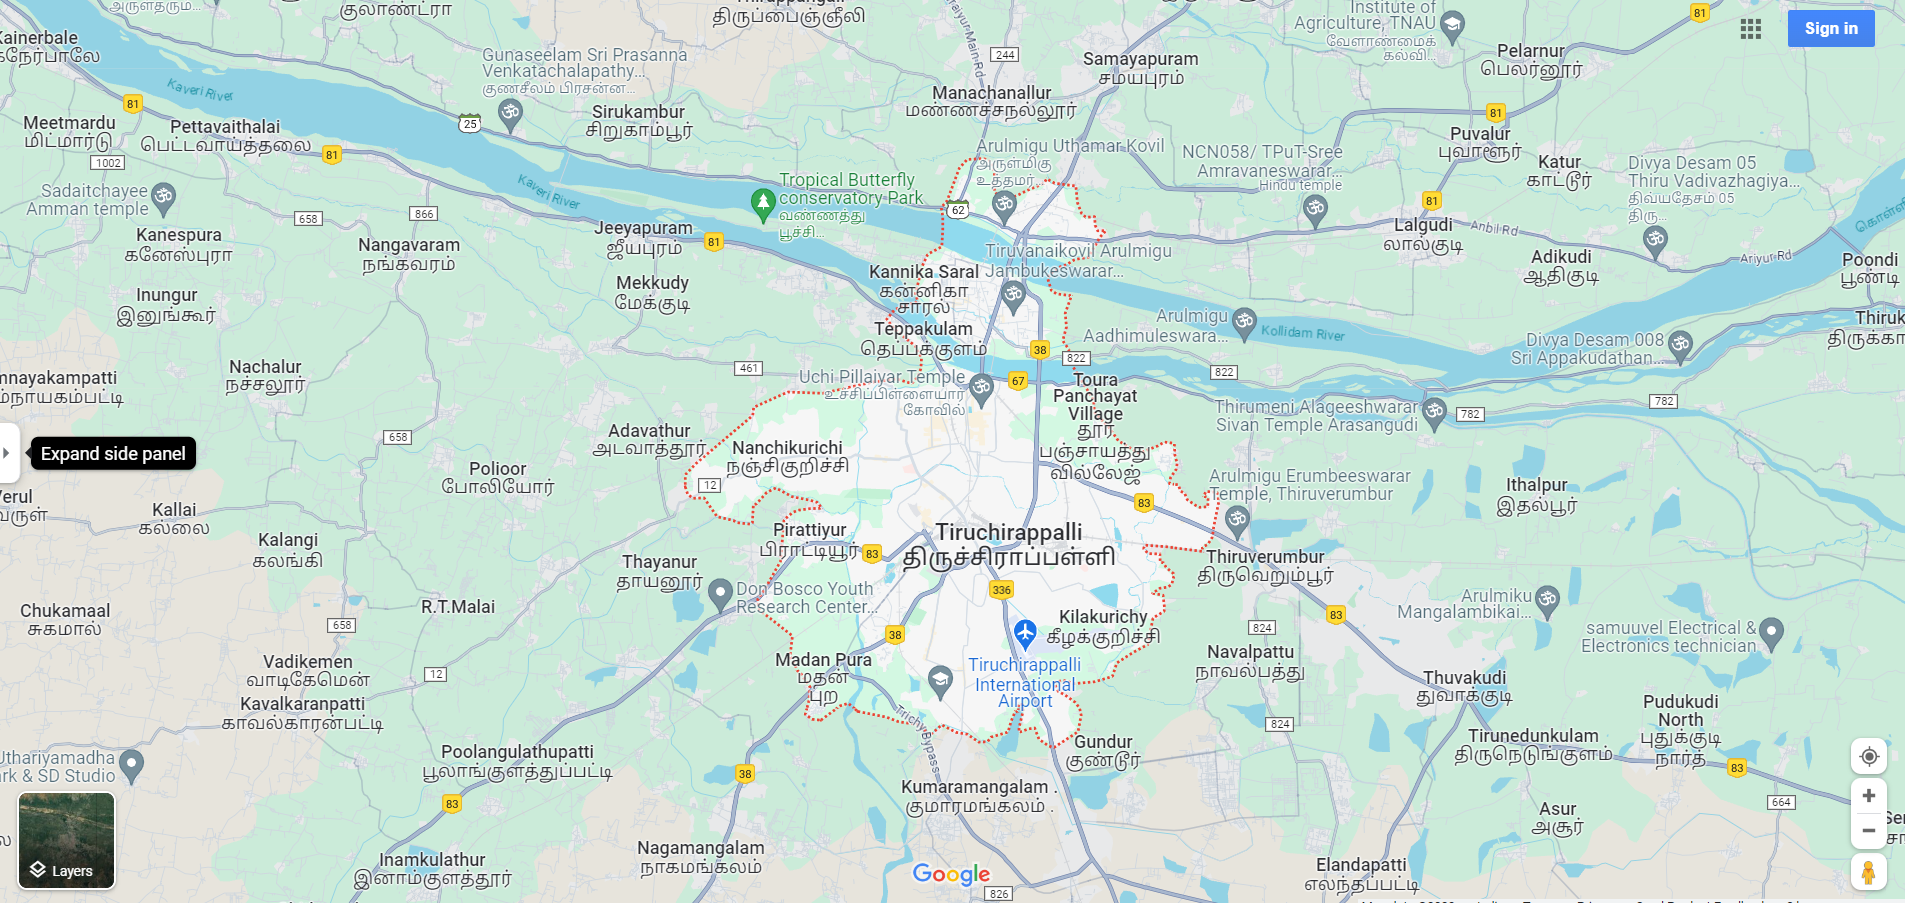 குலாண்ட்ரா
திருப்பைஞ்ஞீலி
Institute of
Agriculture, TNAU
வேளாண்மைக்
கல்வி...
81
Sign in
Kainerbale
Gunaseelam Sri Prasanna
Venkatachalapathy...
குணசீலம் பிரசன்ன...
244
Samayapuram
சமயபுரம்
Pelarnur
பெலர்னூர்
Kaveri River
81
Manachanallur
மண்ணச்சநல்லூர்
Sirukambur
சிறுகாம்பூர்
25
81
Meetmardu
மிட்மார்டு
Pettavaithalai
பெட்டவாய்த்தலை
81
1002
Puvalur
புவாளூர்
Arulmigu Uthamar Kovil
அருள்மிகு
உத்தமர்...
NCN058/ TPuT-Sree
Amravaneswarar...
Hindu temple
Katur
காட்டூர்
Divya Desam 05
Thiru Vadivazhagiya...
திவ்யதேசம் 05
திரு...
Sadaitchayee
Amman temple
Kaveri River
Tropical Butterfly
conservatory Park
வண்ணத்து
பூச்சி...
62
81
658
866
Kanespura
கனேஸ்புரா
Nangavaram
நங்கவரம்
Jeeyapuram
ஜீயபுரம்
81
Lalgudi
லால்குடி
Anbil Rd
Ariyur Rd
Adikudi
ஆதிகுடி
Poondi
பூண்டி
Tiruvanaikovil Arulmigu
Jambukeswarar...
Kannika Saral
கன்னிகா
சாரல்
Mekkudy
மேக்குடி
Inungur
இனுங்கூர்
Teppakulam
தெப்பக்குளம்
Arulmigu
Aadhimuleswara...
Kollidam River
Divya Desam 008
Sri Appakudathan...
38
822
822
Nachalur
நச்சலூர்
461
67
Uchi Pillaiyar Temple
உச்சிப்பிள்ளையார்
கோவில்
Toura
Panchayat
Village
தூர்
பஞ்சாயத்து
வில்லேஜ்
Thirumeni Alageeshwarar
Sivan Temple Arasangudi
782
782
658
Expand side panel
Adavathur
அடவாத்தூர்
Nanchikurichi
நஞ்சிகுறிச்சி
12
Polioor
போலியோர்
Arulmigu Erumbeeswarar
Temple, Thiruverumbur
83
Ithalpur
இதல்பூர்
Kallai
கல்லை
Kalangi
கலங்கி
Pirattiyur
பிராட்டியூர்
83
Tiruchirappalli
திருச்சிராப்பள்ளி
Thiruverumbur
திருவெறும்பூர்
Thayanur
தாயனூர்
Don Bosco Youth
Research Center...
336
R.T.Malai
Chukamaal
சுகமால்
658
Kilakurichy
கீழக்குறிச்சி
38
Arulmiku
Mangalambikai...
83
824
samuuvel Electrical &
Electronics technician
Vadikemen
வாடிகேமென்
12
Madan Pura
மதன்
புற
Tiruchirappalli
International
Airport
Navalpattu
நாவல்பத்து
Thuvakudi
துவாக்குடி
Kavalkaranpatti
காவல்காரன்பட்டி
Trichy Bypass
824
Pudukudi
North
புதுக்குடி
நார்த்
Gundur
குண்டூர்
Tirunedunkulam
திருநெடுங்குளம்
Poolangulathupatti
பூலாங்குளத்துப்பட்டி
38
83
83
Kumaramangalam .
குமாரமங்கலம் .
664
Asur
அசூர்
Layers
Inamkulathur
இனாம்குளத்தூர்
Nagamangalam
நாகமங்கலம்
Google
826
Elandapatti
எலந்தப்பட்டி